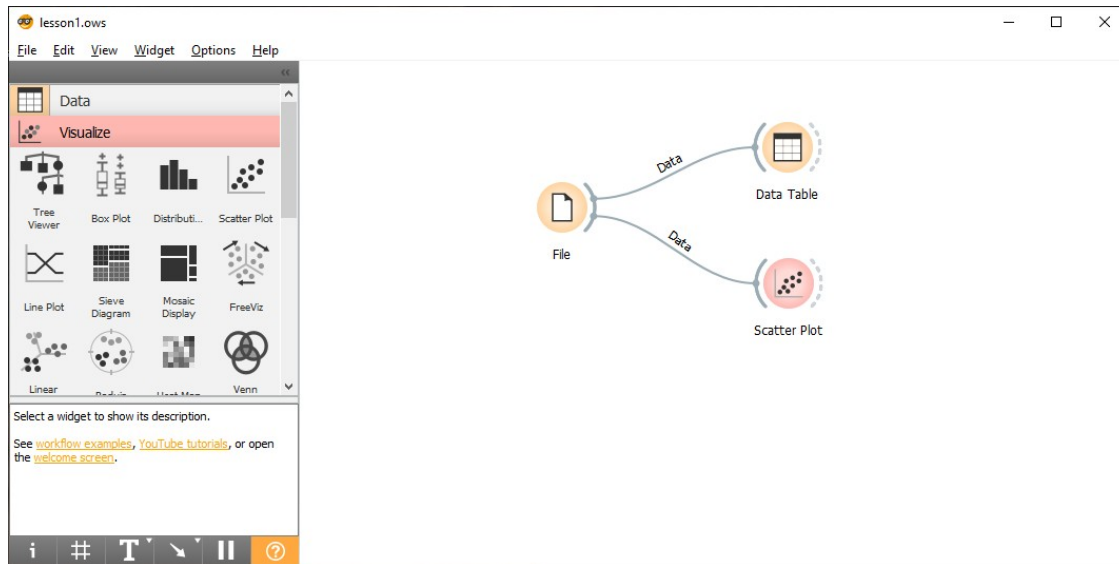 lesson1.ows
File Edit View Widget Options Help
Data
Visualize
Tree
Viewer
Box Plot
Distributi...
Scatter Plot
Line Plot
Sieve
Diagram
Mosaic
Display
FreeViz
Linear
Venn
Select a widget to show its description.
See workflow examples, YouTube tutorials, or open
the welcome screen.
File
Data
Data Table
Data
Scatter Plot